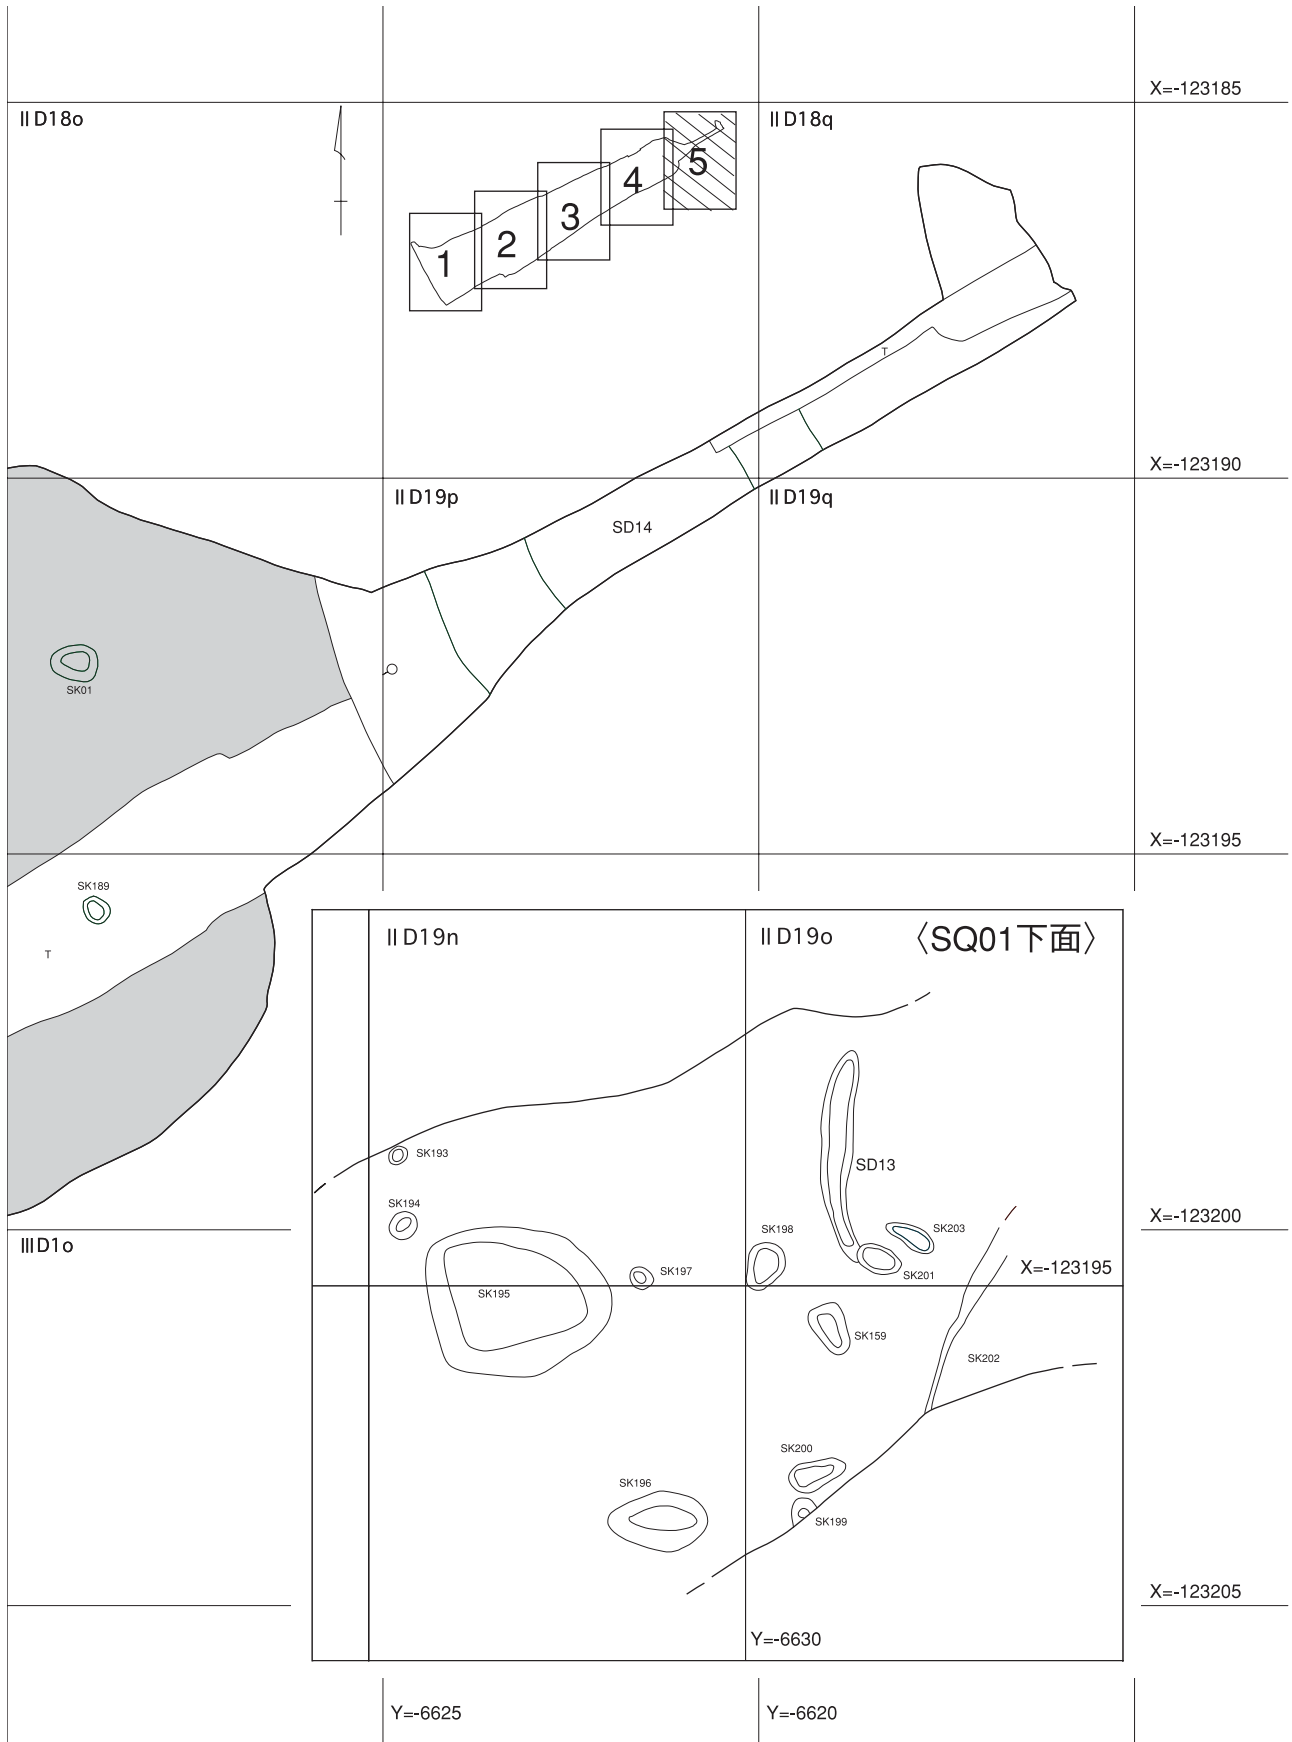 X=-123185
ⅡD18o
ⅡD18q
1
2
3
4
5
T
X=-123190
ⅡD19p
ⅡD19q
SD14
SK01
X=-123195
SK189
T
ⅡD19n
ⅡD19o
〈SQ01下面〉
SK193
SD13
SK194
SK198
SK203
X=-123200
ⅢD1o
SK197
SK201
X=-123195
SK195
SK159
SK202
SK200
SK196
SK199
X=-123205
Y=-6630
Y=-6625
Y=-6620